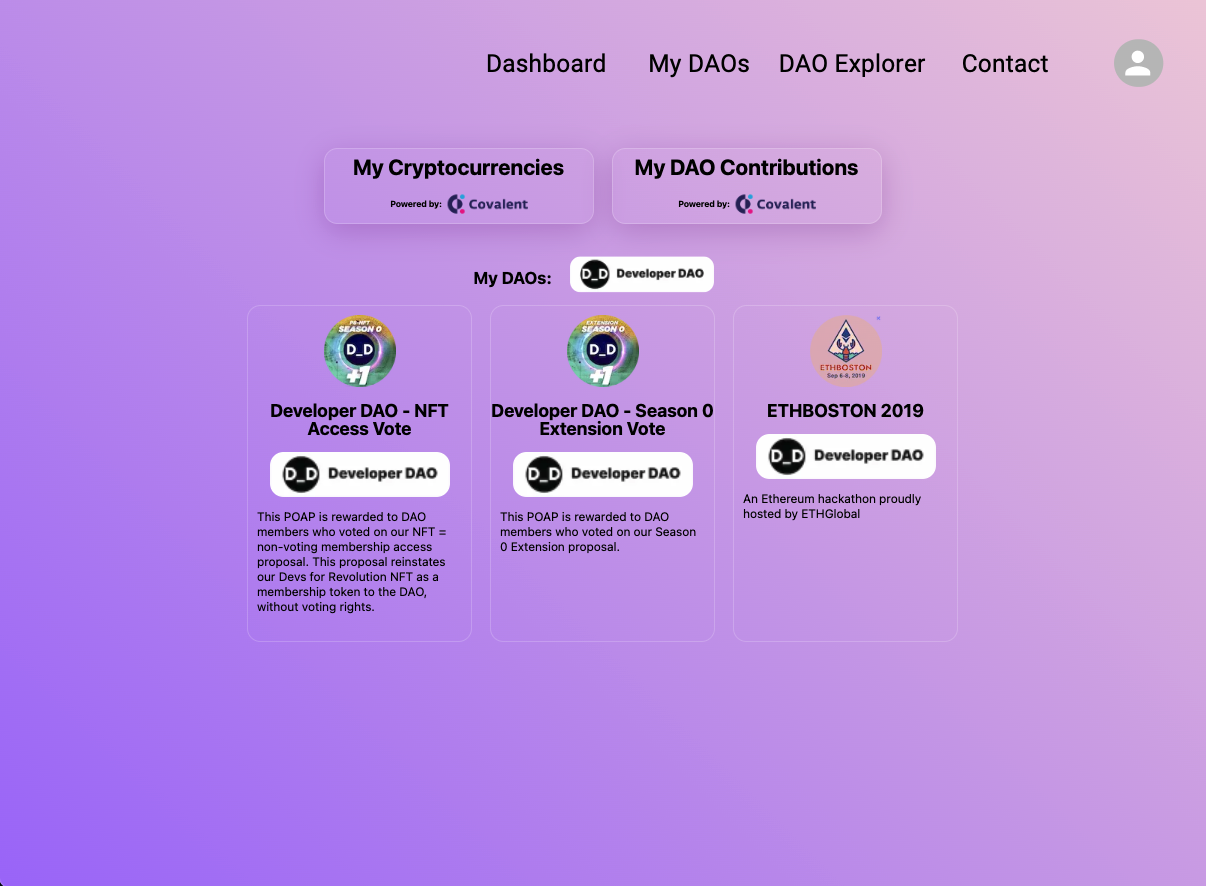 Dashboard My DAOs DAO Explorer Contact
My Cryptocurrencies
Powered by: Covalent
My DAO Contributions
Powered by: Covalent
My DAOs: D_D Developer DAO
SEASON 0
D_D
+1
Developer DAO - NFT
Access Vote
D_D Developer DAO
This POAP is rewarded to DAO
members who voted on our NFT =
non-voting membership access
proposal. This proposal reinstates
our Devs for Revolution NFT as a
membership token to the DAO,
without voting rights.
EXTENSION
SEASON 0
D_D
+1
Developer DAO - Season 0
Extension Vote
D_D Developer DAO
This POAP is rewarded to DAO
members who voted on our Season
0 Extension proposal.
ETHBOSTON
Sep 6-8, 2019
ETHBOSTON 2019
D_D Developer DAO
An Ethereum hackathon proudly
hosted by ETHGlobal